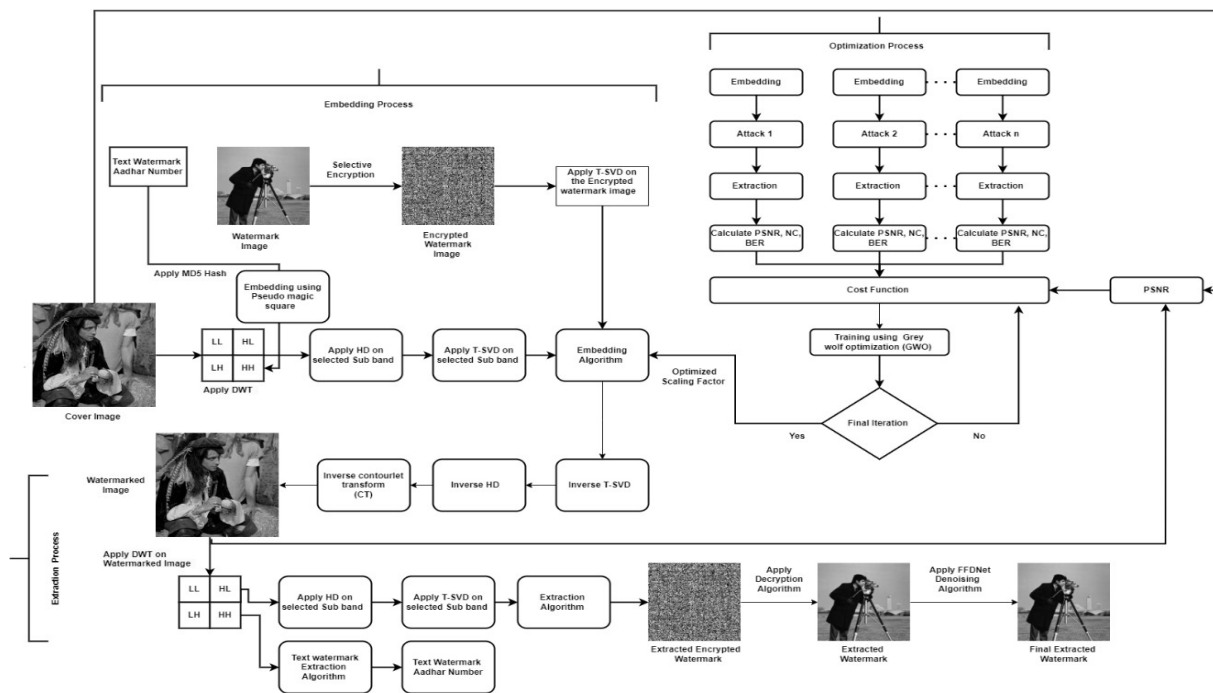 Optimization Process
Embedding
Embedding
Embedding
Attack 1
Attack 2
Attack n
Extraction
Extraction
Extraction
Calculate PSNR, NC,
BER
Calculate PSNR, NC,
BER
Calculate PSNR, NC,
BER
Cost Function
PSNR
Training using Grey
wolf optimization (GWO)
Final Iteration
Yes
No
Optimized
Scaling Factor
Embedding Process
Text Watermark
Aadhar Number
Watermark
Image
Selective
Encryption
Encrypted
Watermark
Image
Apply T-SVD on
the Encrypted
watermark image
Apply MD5 Hash
Embedding using
Pseudo magic
square
Cover Image
LL HL
LH HH
Apply DWT
Apply HD on
selected Sub band
Apply T-SVD on
selected Sub band
Embedding
Algorithm
Inverse T-SVD
Inverse HD
Inverse contourlet
transform
(CT)
Watermarked
Image
Extraction Process
Apply DWT on
Watermarked Image
LL HL
LH HH
Apply HD on
selected Sub band
Apply T-SVD on
selected Sub band
Extraction
Algorithm
Extracted Encrypted
Watermark
Apply
Decryption
Algorithm
Extracted
Watermark
Apply FFDNet
Denoising
Algorithm
Final Extracted
Watermark
Text watermark
Extraction
Algorithm
Text Watermark
Aadhar Number